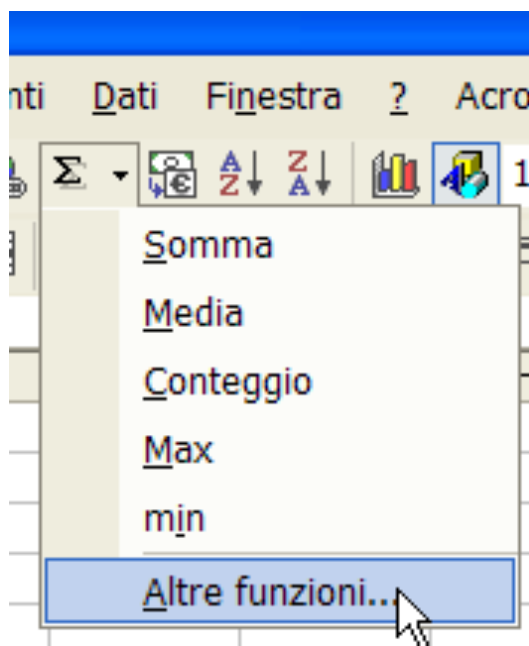 nti Dati Finestra ? Acro
Σ A Z Z A 1
Somma
Media
Conteggio
Max
min
Altre funzioni...